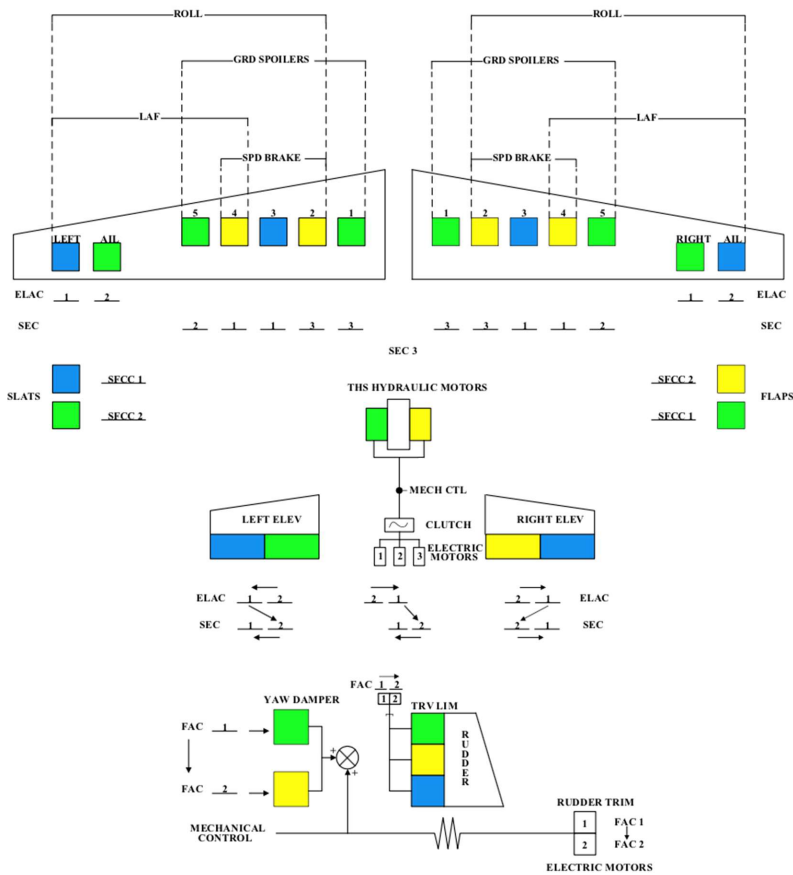 ROLL ROLL
GRD SPOILERS GRD SPOILERS
LAF LAF
SPD BRAKE SPD BRAKE
5 4 3 2 1 1 2 3 4 5
LEFT AIL RIGHT AIL
ELAC 1 2 1 2 ELAC
SEC 2 1 1 3 3 3 3 1 1 2 SEC
SEC 3
SFCC 1 SFCC 2
SLATS FLAPS
SFCC 2 SFCC 1
THS HYDRAULIC MOTORS
MECH CTL
LEFT ELEV CLUTCH RIGHT ELEV
1 2 3 ELECTRIC
MOTORS
ELAC 1 2 2 1 2 1 ELAC
SEC 1 2 1 2 2 1 SEC
FAC 1 2
1 2
YAW DAMPER TRV LIM
FAC 1
RUDDER
+
+
FAC 2
RUDDER TRIM
MECHANICAL
CONTROL
1 FAC 1
2 FAC 2
ELECTRIC MOTORS